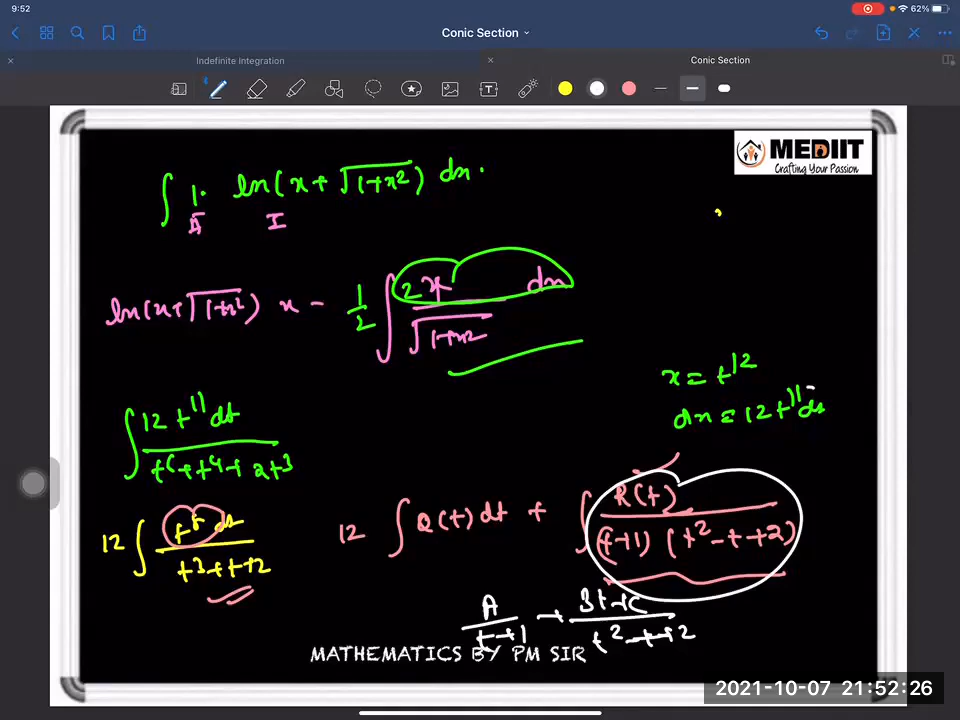 9:52
62%
Conic Section
Indefinite Integration
Conic Section
MEDIIT
Crafting Your Passion
∫ 1. ln(x + √(1+x²)) dx.
II I
ln(x+√(1+x²)) x − 1/2 ∫ 2x dx / √(1+x²)
x = t^12
dx = 12 t^11 dt
∫ 12 t^11 dt / (t^6 + t^4 + 2t^3)
12 ∫ t^8 dt / (t^3 + t + 2)
12 ∫ Q(t) dt + ∫ R(t) / ((t+1) (t² − t + 2))
A/(t+1) + (Bt+C)/(t² − t + 2)
MATHEMATICS BY PM SIR
2021-10-07 21:52:26